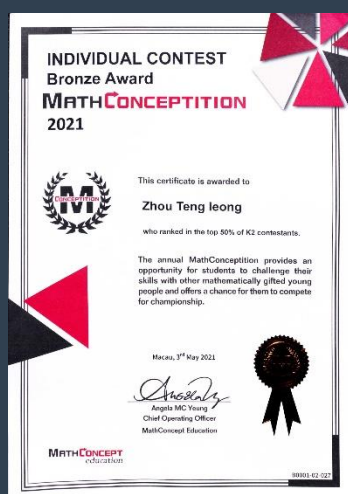 INDIVIDUAL CONTEST
Bronze Award
MATHCONCEPTITION
2021
CONCEPTITION
M
This certificate is awarded to
Zhou Teng Ieong
who ranked in the top 50% of K2 contestants.
The annual MathConceptition provides an
opportunity for students to challenge their
skills with other mathematically gifted young
people and offers a chance for them to compete
for championship.
Macau, 3rd May 2021
Angela MC Young
Chief Operating Officer
MathConcept Education
MATHCONCEPT
education
00001-02-027